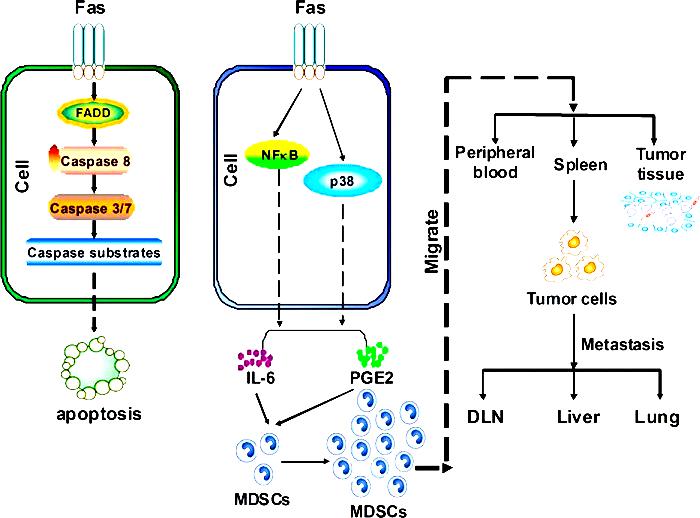 Fas
FADD
Caspase 8
Caspase 3/7
Caspase substrates
Cell
apoptosis
Fas
NFκB
p38
Cell
IL-6
PGE2
MDSCs
MDSCs
Migrate
Peripheral
blood
Spleen
Tumor
tissue
Tumor cells
Metastasis
DLN
Liver
Lung